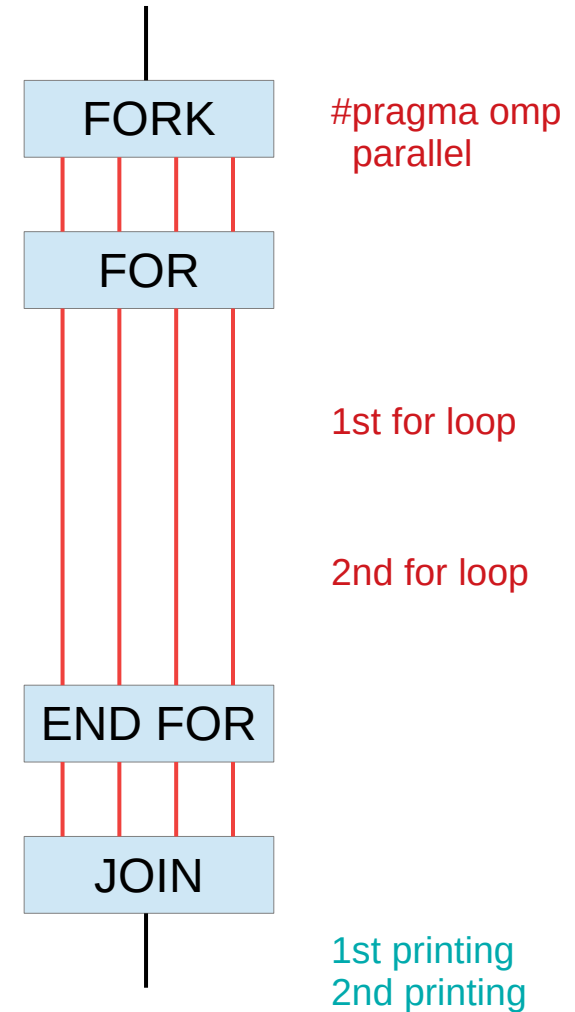 FORK
#pragma omp
parallel
FOR
1st for loop
2nd for loop
END FOR
JOIN
1st printing
2nd printing